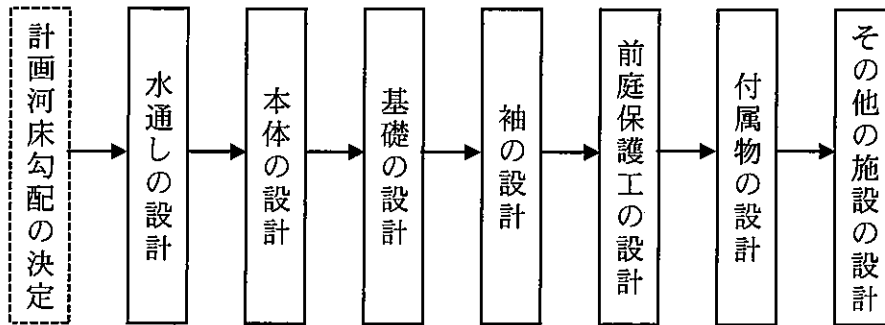 計画河床勾配の決定
水通しの設計
本体の設計
基礎の設計
袖の設計
前庭保護工の設計
付属物の設計
その他の施設の設計